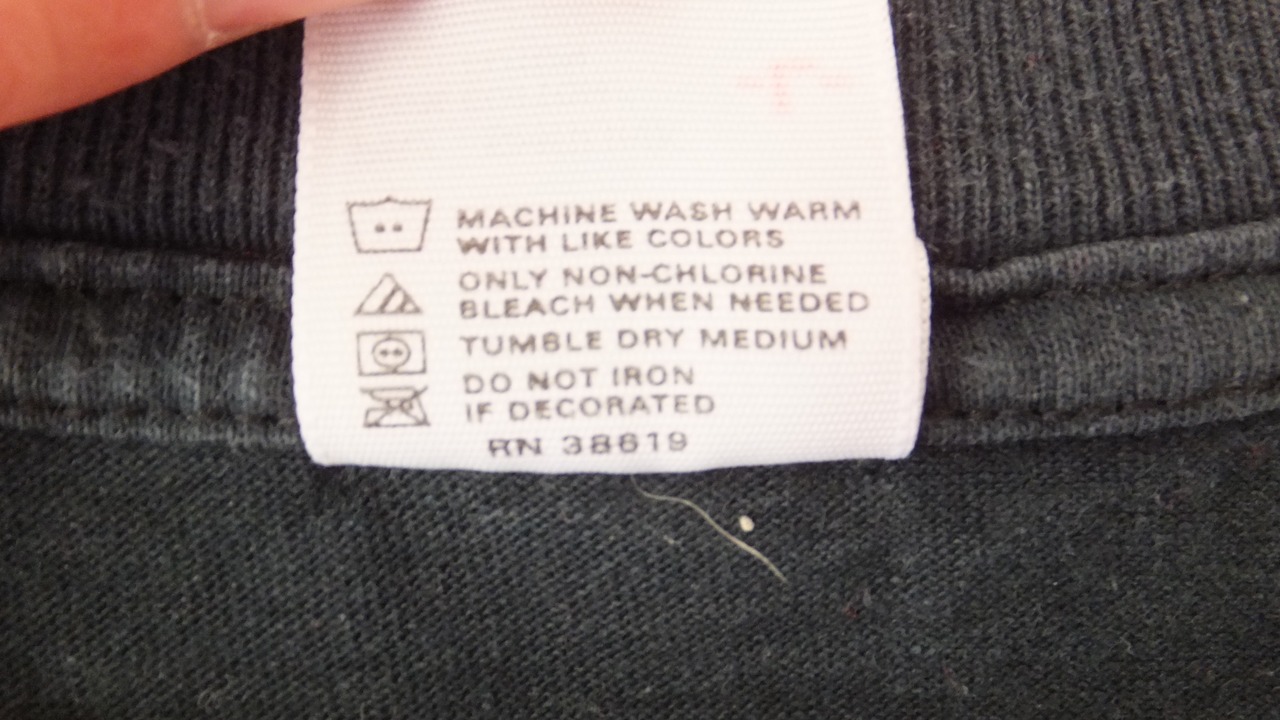 MACHINE WASH WARM
WITH LIKE COLORS
ONLY NON-CHLORINE
BLEACH WHEN NEEDED
TUMBLE DRY MEDIUM
DO NOT IRON
IF DECORATED
RN 38619